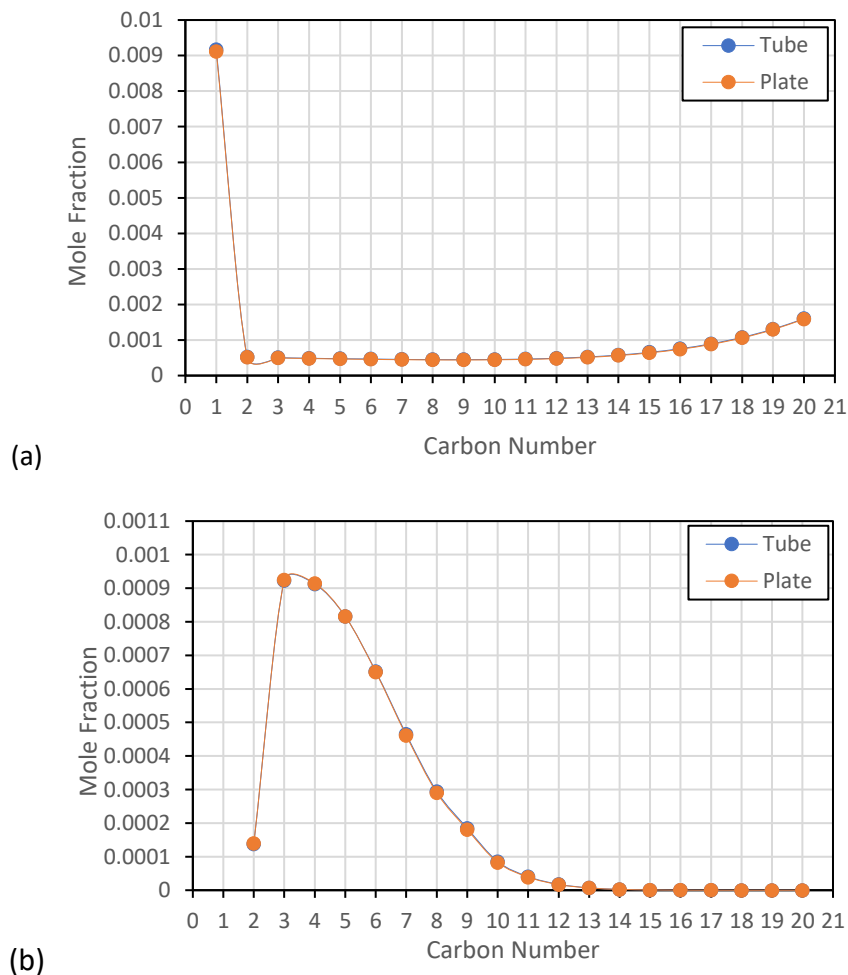 0.01
0.009
0.008
0.007
0.006
0.005
0.004
0.003
0.002
0.001
0
Mole Fraction
Tube
Plate
0 1 2 3 4 5 6 7 8 9 10 11 12 13 14 15 16 17 18 19 20 21
Carbon Number
(a)
0.0011
0.001
0.0009
0.0008
0.0007
0.0006
0.0005
0.0004
0.0003
0.0002
0.0001
0
Mole Fraction
Tube
Plate
0 1 2 3 4 5 6 7 8 9 10 11 12 13 14 15 16 17 18 19 20 21
Carbon Number
(b)